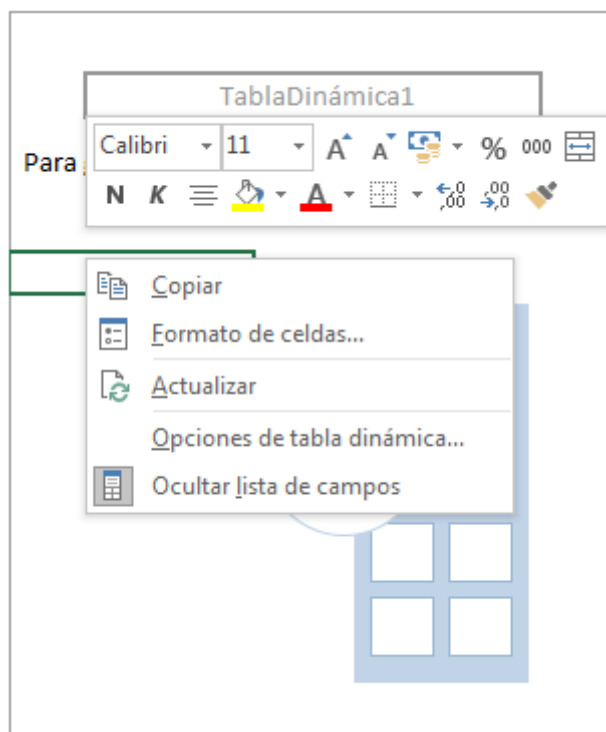 TablaDinámica1
Calibri 11 A A % 000
Para
N K A ,00 ,00 ,0
Copiar
Formato de celdas...
Actualizar
Opciones de tabla dinámica...
Ocultar lista de campos